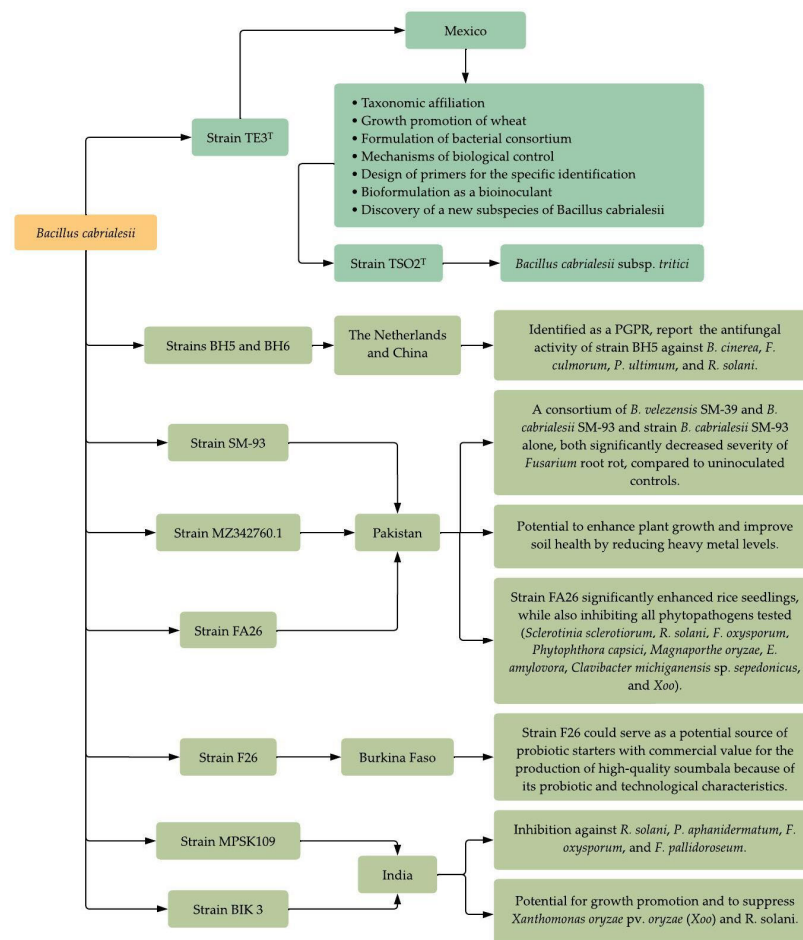 Mexico
• Taxonomic affiliation
• Growth promotion of wheat
• Formulation of bacterial consortium
• Mechanisms of biological control
• Design of primers for the specific identification
• Bioformulation as a bioinoculant
• Discovery of a new subspecies of Bacillus cabrialesii
Strain TE3ᵀ
Bacillus cabrialesii
Strain TSO2ᵀ
Bacillus cabrialesii subsp. tritici
Strains BH5 and BH6
The Netherlands
and China
Identified as a PGPR, report the antifungal
activity of strain BH5 against B. cinerea, F.
culmorum, P. ultimum, and R. solani.
Strain SM-93
Strain MZ342760.1
Strain FA26
Pakistan
A consortium of B. velezensis SM-39 and B.
cabrialesii SM-93 and strain B. cabrialesii SM-93
alone, both significantly decreased severity of
Fusarium root rot, compared to uninoculated
controls.
Potential to enhance plant growth and improve
soil health by reducing heavy metal levels.
Strain FA26 significantly enhanced rice seedlings,
while also inhibiting all phytopathogens tested
(Sclerotinia sclerotiorum, R. solani, F. oxysporum,
Phytophthora capsici, Magnaporthe oryzae, E.
amylovora, Clavibacter michiganensis sp. sepedonicus,
and Xoo).
Strain F26
Burkina Faso
Strain F26 could serve as a potential source of
probiotic starters with commercial value for the
production of high-quality soumbala because of
its probiotic and technological characteristics.
Strain MPSK109
Strain BIK 3
India
Inhibition against R. solani, P. aphanidermatum, F.
oxysporum, and F. pallidoroseum.
Potential for growth promotion and to suppress
Xanthomonas oryzae pv. oryzae (Xoo) and R. solani.